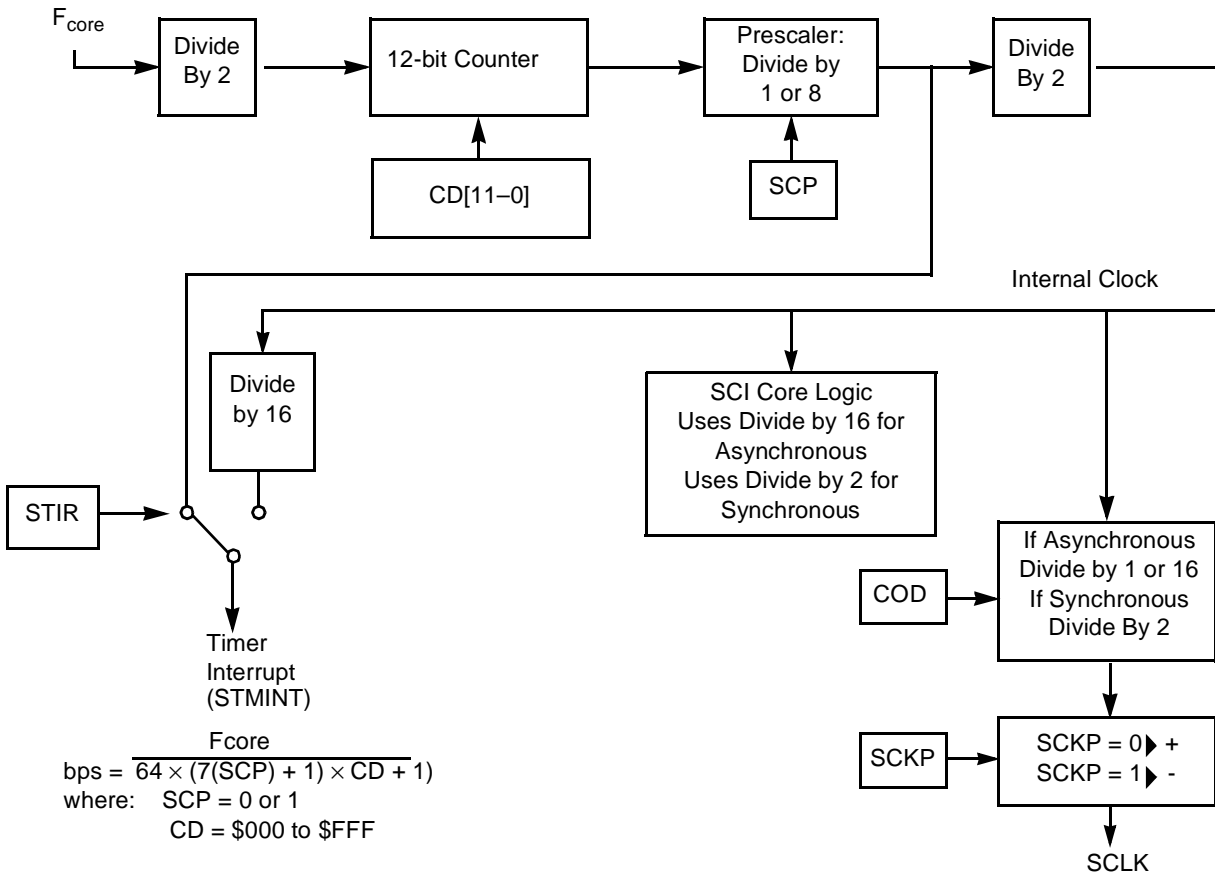 Fcore
Divide
By 2
12-bit Counter
Prescaler:
Divide by
1 or 8
Divide
By 2
CD[11–0]
SCP
Internal Clock
Divide
by 16
SCI Core Logic
Uses Divide by 16 for
Asynchronous
Uses Divide by 2 for
Synchronous
STIR
If Asynchronous
Divide by 1 or 16
If Synchronous
Divide By 2
COD
Timer
Interrupt
(STMINT)
SCKP
SCKP = 0 +
SCKP = 1 -
Fcore
bps = 64 × (7(SCP) + 1) × CD + 1)
where: SCP = 0 or 1
CD = $000 to $FFF
SCLK